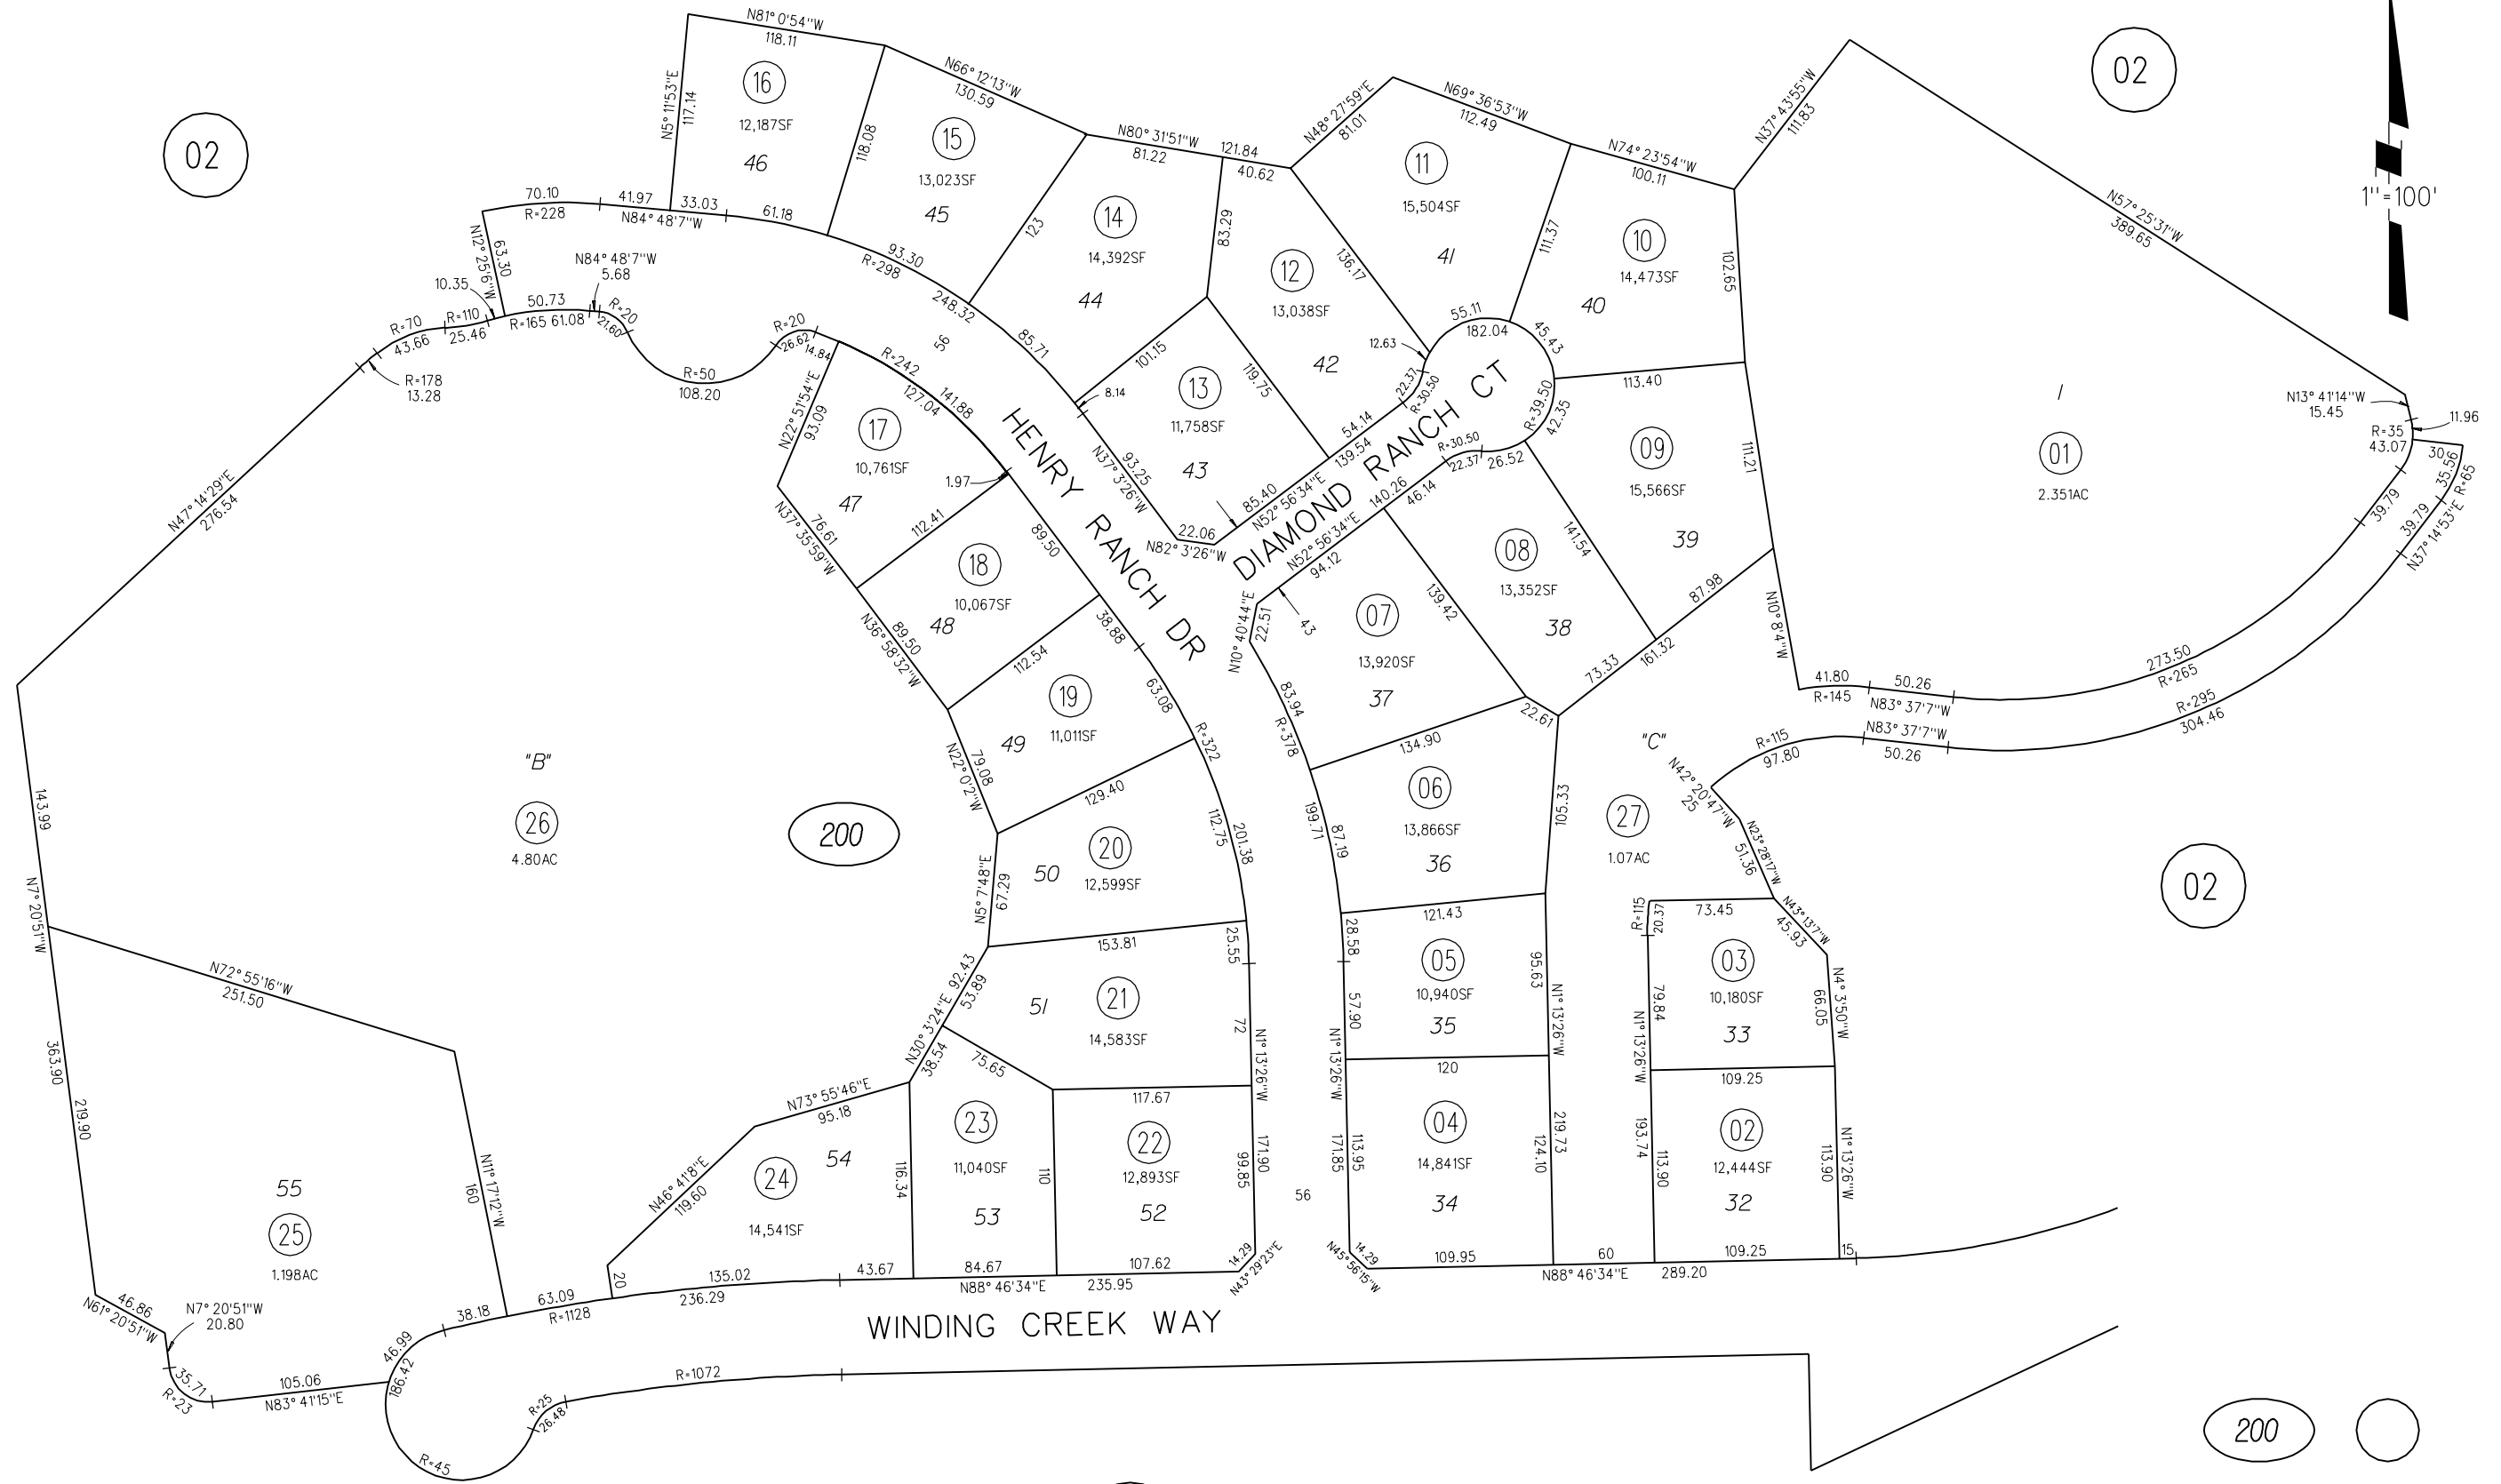 02
N81°0'54"W
118.11
N5°11'53"E
117.14
16
12,187SF
46
118.08
N66°12'13"W
130.59
15
13,023SF
45
123
N80°31'51"W
121.84
81.22
40.62
14
14,392SF
44
83.29
N48°27'59"E
81.01
N69°36'53"W
112.49
11
15,504SF
41
111.37
N74°23'54"W
100.11
10
14,473SF
40
102.65
N37°43'55"W
111.83
02
1"=100'
N57°25'31"W
389.65
70.10
R=228
41.97
33.03
N84°48'7"W
61.18
93.30
R=298
248.32
56
85.71
N12°25'6"W
63.30
N84°48'7"W
5.68
10.35
50.73
R=165 61.08
R=20
21.60
R=70
43.66
R=110
25.46
R=178
13.28
R=50
108.20
R=20
26.62
14.84
R=242
141.88
127.04
N47°14'29"E
276.54
12
13,038SF
42
136.17
12.63
22.37
R=30.50
55.11
182.04
45.43
R=39.50
42.35
113.40
13
11,758SF
43
101.15
8.14
119.75
93.25
N37°3'26"W
54.14
139.54
85.40
N52°56'34"E
22.06
N82°3'26"W
DIAMOND RANCH CT
HENRY RANCH DR
N52°56'34"E
94.12
140.26
46.14
R=30.50
22.37
26.52
43
N10°40'44"E
22.51
09
15,566SF
39
111.21
N10°8'4"W
87.98
1
01
2.351AC
N13°41'14"W
15.45
11.96
R=35
43.07
30
35.56
R=65
39.79
39.79
N37°14'53"E
273.50
R=265
R=295
304.46
41.80
R=145
50.26
N83°37'7"W
N83°37'7"W
50.26
R=115
97.80
N22°51'54"E
93.09
17
10,761SF
47
1.97
112.41
76.61
N37°35'59"W
18
10,067SF
48
89.50
89.50
N36°58'32"W
112.54
38.88
63.08
19
11,011SF
49
N22°0'2"W
79.08
129.40
R=322
201.38
112.75
20
12,599SF
50
N5°7'48"E
67.29
153.81
25.55
08
13,352SF
38
141.54
139.42
73.33
161.32
22.61
07
13,920SF
37
83.94
R=378
134.90
199.71
87.19
06
13,866SF
36
105.33
121.43
28.58
"C"
27
1.07AC
N42°20'47"W
25
N23°28'17"W
51.36
N43°13'7"W
45.93
R=115
20.37
73.45
"B"
26
4.80AC
200
02
143.99
N7°20'51"W
363.90
219.90
N72°55'16"W
251.50
N11°17'12"W
160
55
25
1.198AC
N61°20'51"W
46.86
N7°20'51"W
20.80
35.71
R=23
105.06
N83°41'15"E
46.99
186.42
R=45
R=25
26.48
38.18
63.09
R=1128
N30°3'24"E
92.43
53.89
38.54
51
21
14,583SF
72
N1°13'26"W
75.65
117.67
N73°55'46"E
95.18
N46°41'8"E
119.60
54
24
14,541SF
116.34
20
135.02
236.29
43.67
23
11,040SF
53
110
84.67
N88°46'34"E
235.95
22
12,893SF
52
99.85
171.90
107.62
14.29
N43°29'23"E
56
05
10,940SF
35
57.90
N1°13'26"W
95.63
N1°13'26"W
120
04
14,841SF
34
171.85
113.95
124.10
219.73
14.29
N45°56'15"W
109.95
60
N88°46'34"E
289.20
03
10,180SF
33
79.84
N1°13'26"W
193.74
N4°3'50"W
66.05
109.25
02
12,444SF
32
113.90
113.90
N1°13'26"W
109.25
15
WINDING CREEK WAY
R=1072
200